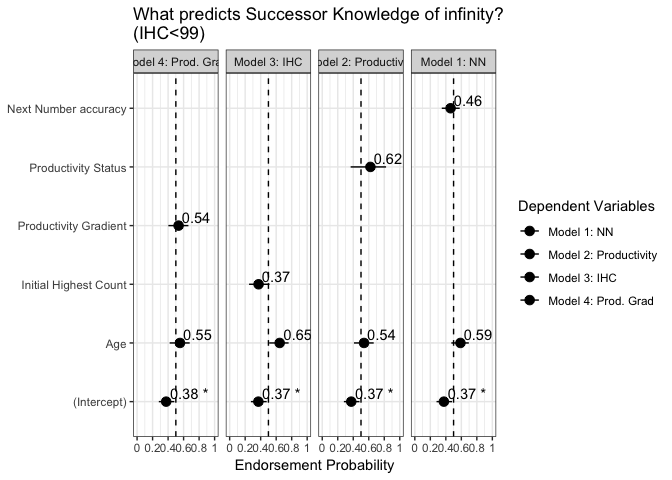 What predicts Successor Knowledge of infinity?
(IHC<99)
odel 4: Prod. Gra
Model 3: IHC
odel 2: Productiv
Model 1: NN
Next Number accuracy
0.46
Productivity Status
0.62
Productivity Gradient
0.54
Initial Highest Count
0.37
Age
0.55
0.65
0.54
0.59
(Intercept)
0.38 *
0.37 *
0.37 *
0.37 *
0 0.20.40.60.8 1
0 0.20.40.60.8 1
0 0.20.40.60.8 1
0 0.20.40.60.8 1
Endorsement Probability
Dependent Variables
Model 1: NN
Model 2: Productivity
Model 3: IHC
Model 4: Prod. Grad